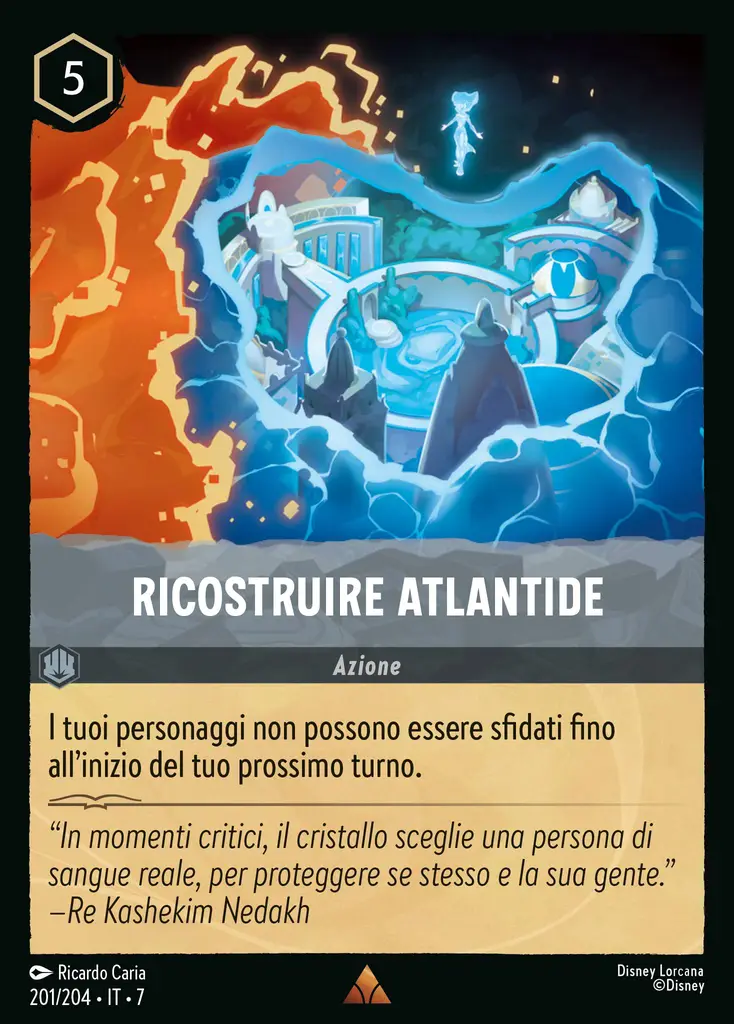 5
RICOSTRUIRE ATLANTIDE
Azione
I tuoi personaggi non possono essere sfidati fino
all’inizio del tuo prossimo turno.
“In momenti critici, il cristallo sceglie una persona di
sangue reale, per proteggere se stesso e la sua gente.”
–Re Kashekim Nedakh
Ricardo Caria
Disney Lorcana
201/204 • IT • 7
©Disney